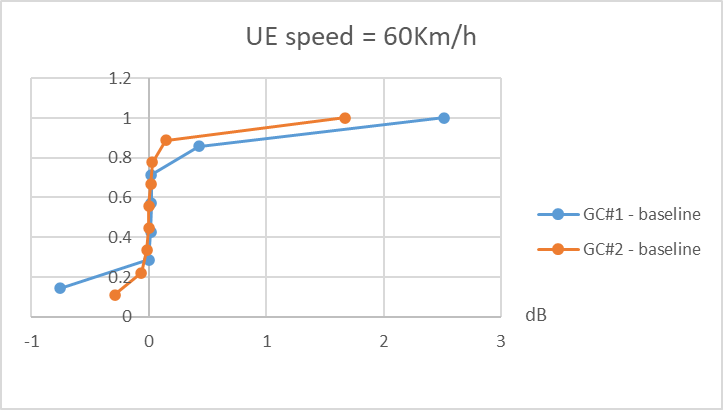 UE speed = 60Km/h
1.2
1
0.8
0.6
0.4
0.2
0
-1 0 1 2 3
dB
GC#1 - baseline
GC#2 - baseline